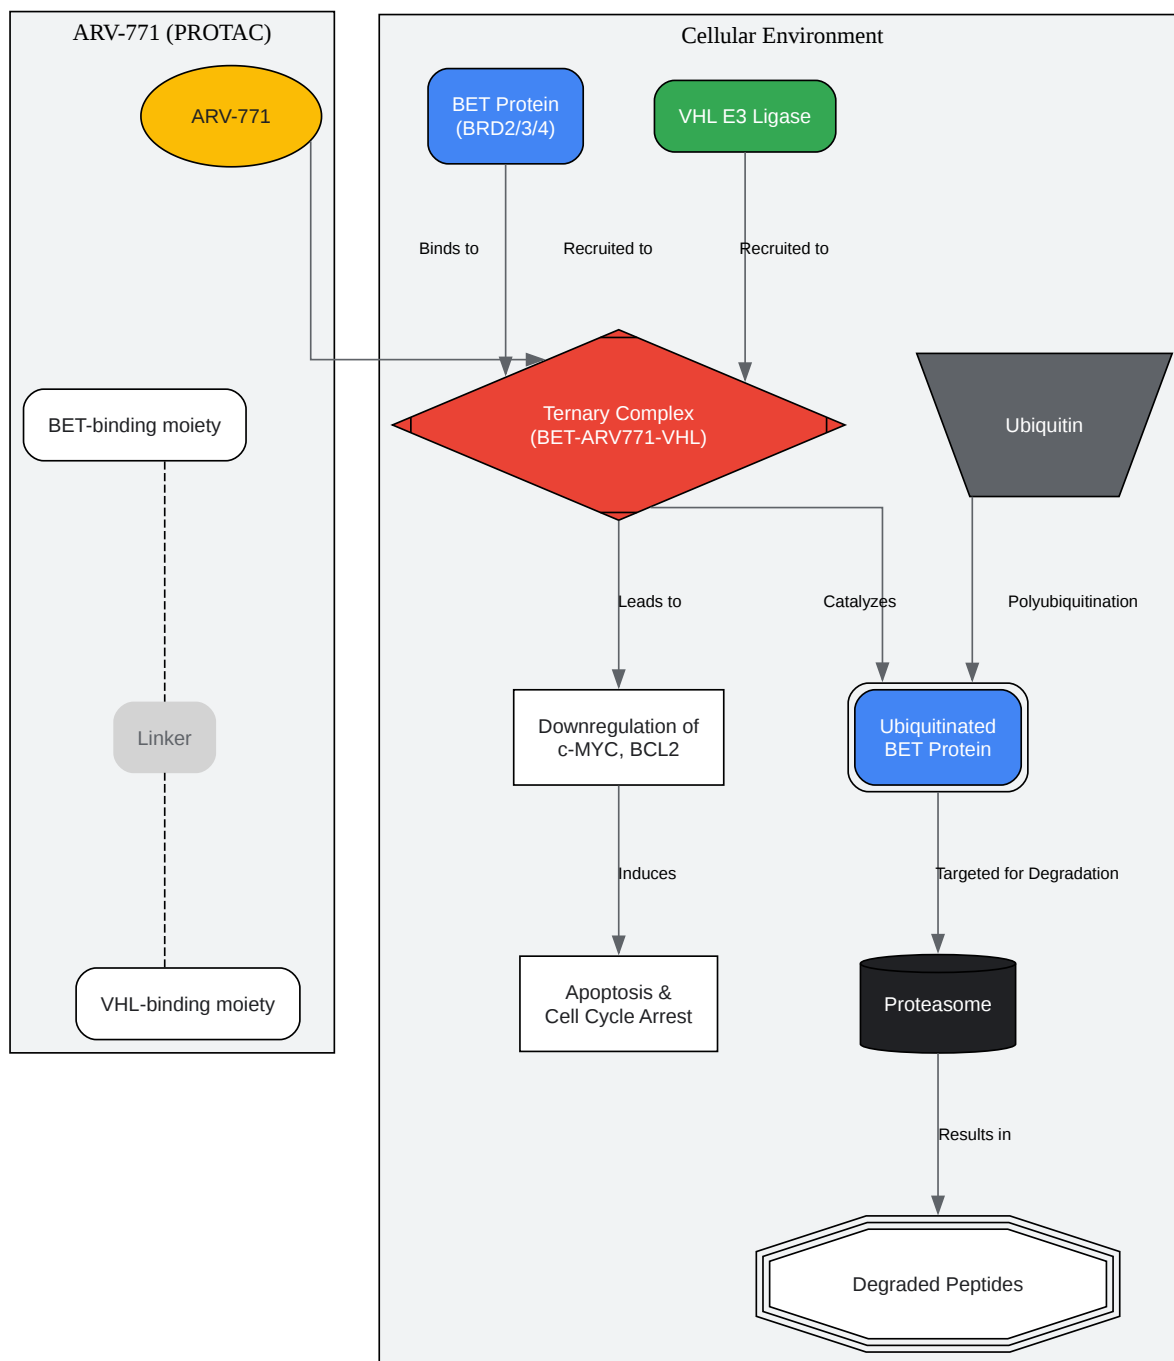 ARV-771 (PROTAC)
ARV-771
BET-binding moiety
Linker
VHL-binding moiety
Cellular Environment
BET Protein
(BRD2/3/4)
VHL E3 Ligase
Binds to
Recruited to
Recruited to
Ternary Complex
(BET-ARV771-VHL)
Ubiquitin
Leads to
Catalyzes
Polyubiquitination
Downregulation of
c-MYC, BCL2
Ubiquitinated
BET Protein
Induces
Targeted for Degradation
Apoptosis &
Cell Cycle Arrest
Proteasome
Results in
Degraded Peptides